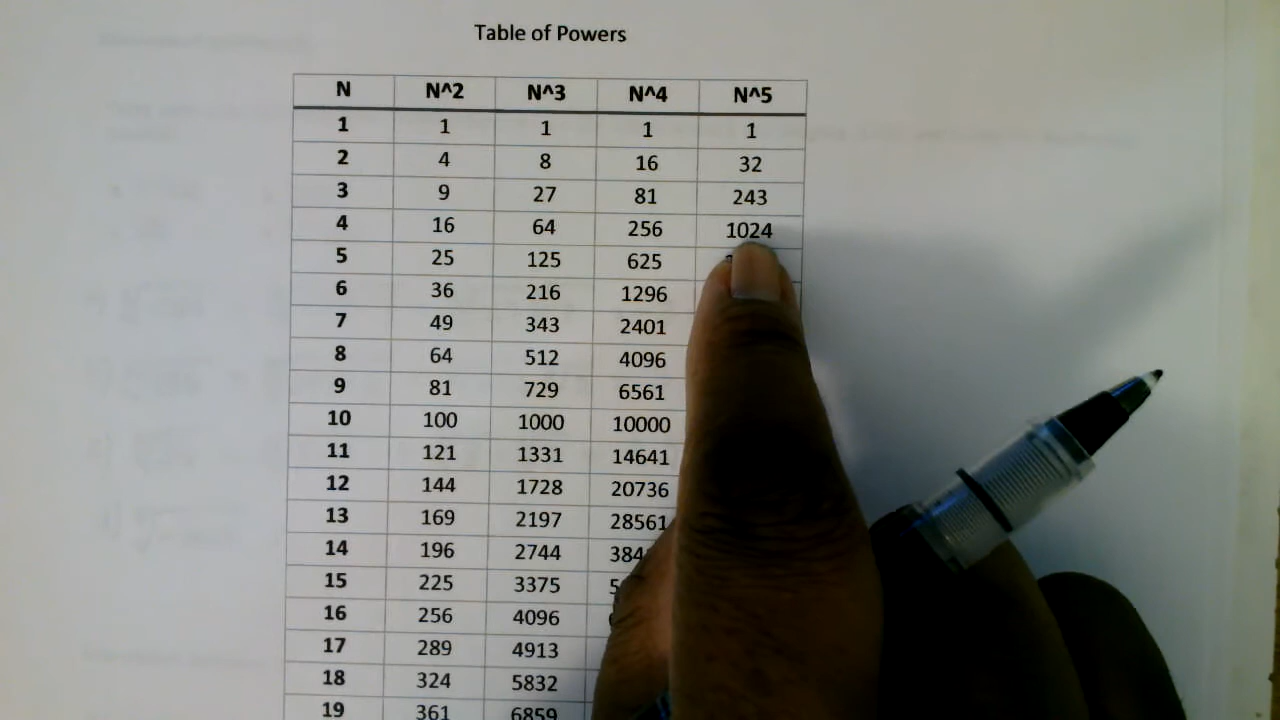 Table of Powers
N N^2 N^3 N^4 N^5
1 1 1 1 1
2 4 8 16 32
3 9 27 81 243
4 16 64 256 1024
5 25 125 625
6 36 216 1296
7 49 343 2401
8 64 512 4096
9 81 729 6561
10 100 1000 10000
11 121 1331 14641
12 144 1728 20736
13 169 2197 28561
14 196 2744
15 225 3375
16 256 4096
17 289 4913
18 324 5832
19 361 6859